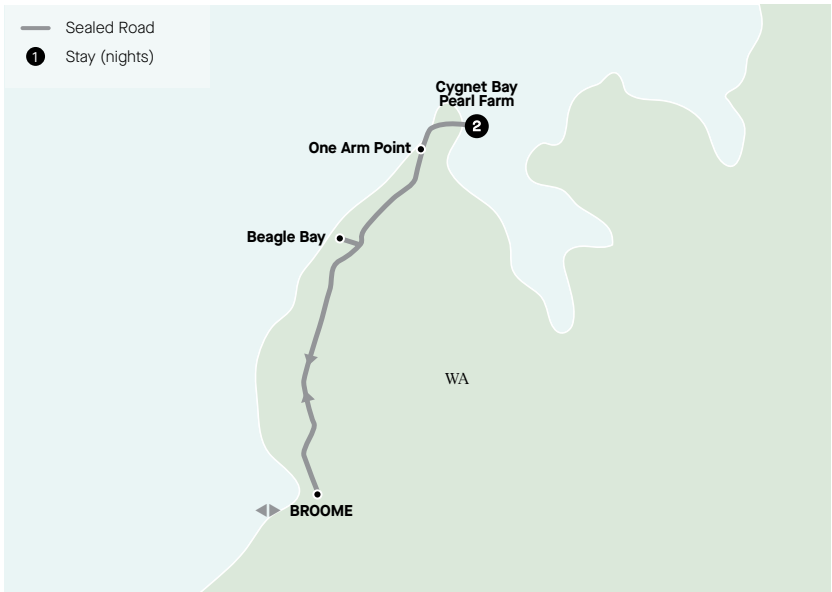 Sealed Road
1 Stay (nights)
Cygnet Bay
Pearl Farm
2
One Arm Point
Beagle Bay
WA
BROOME